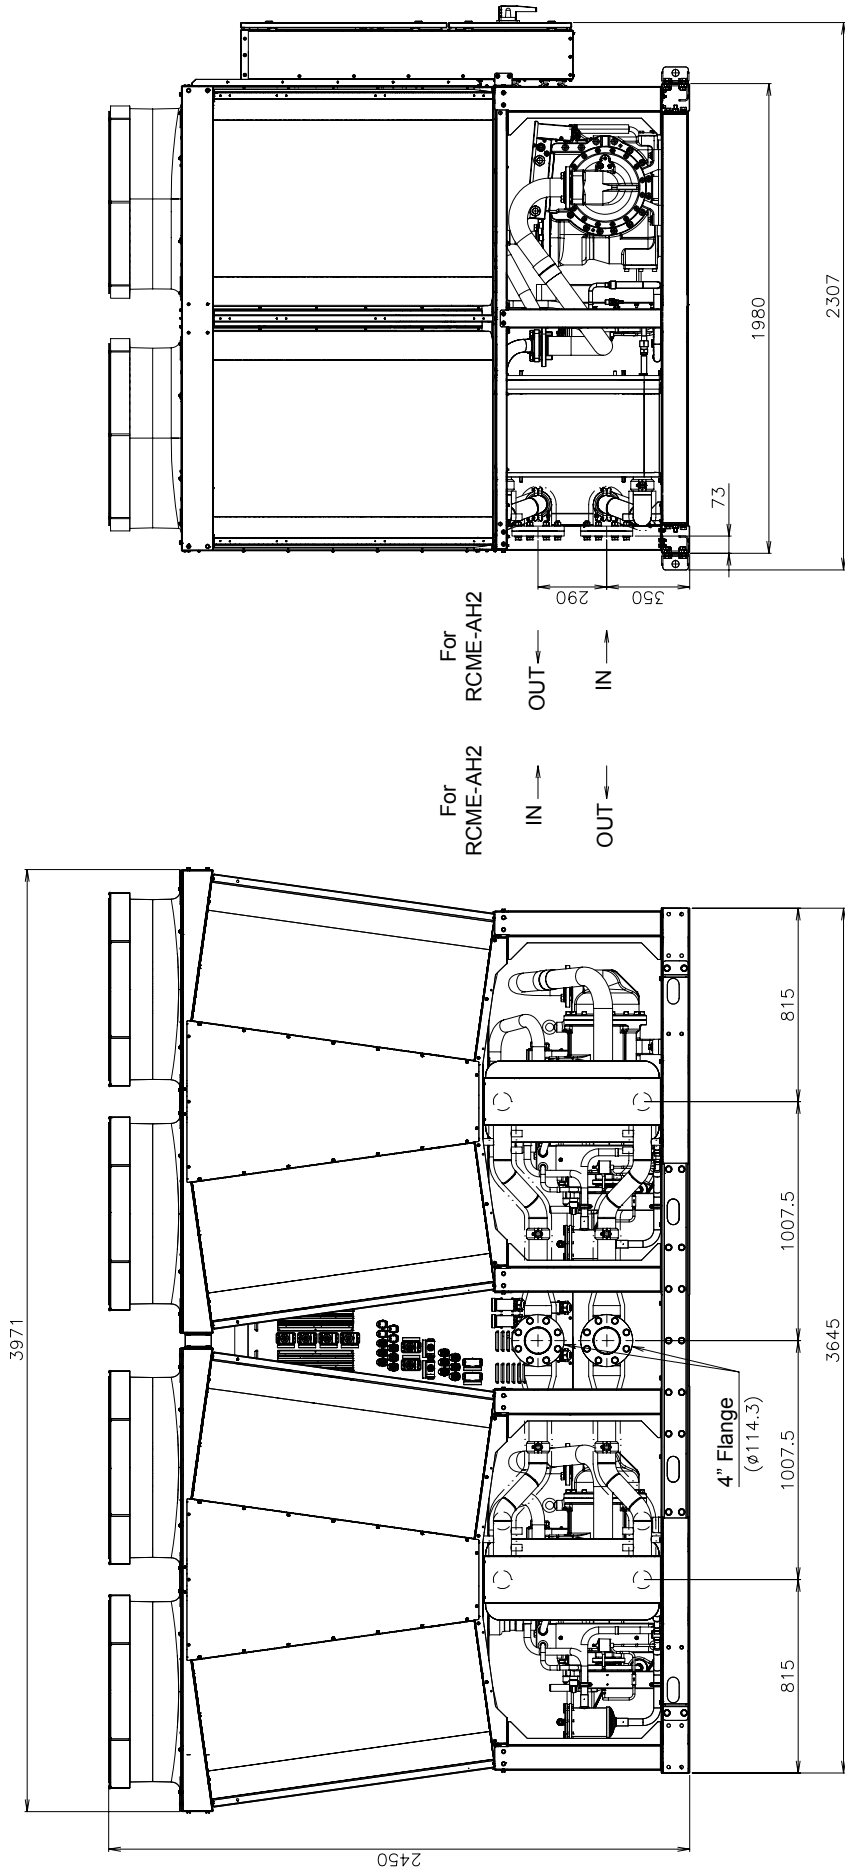 2307
1980
73
290
350
For
RCME-AH2
OUT
IN
For
RCME-AH2
IN
OUT
3971
815
1007.5
3645
4” Flange
(ø114.3)
1007.5
815
2450